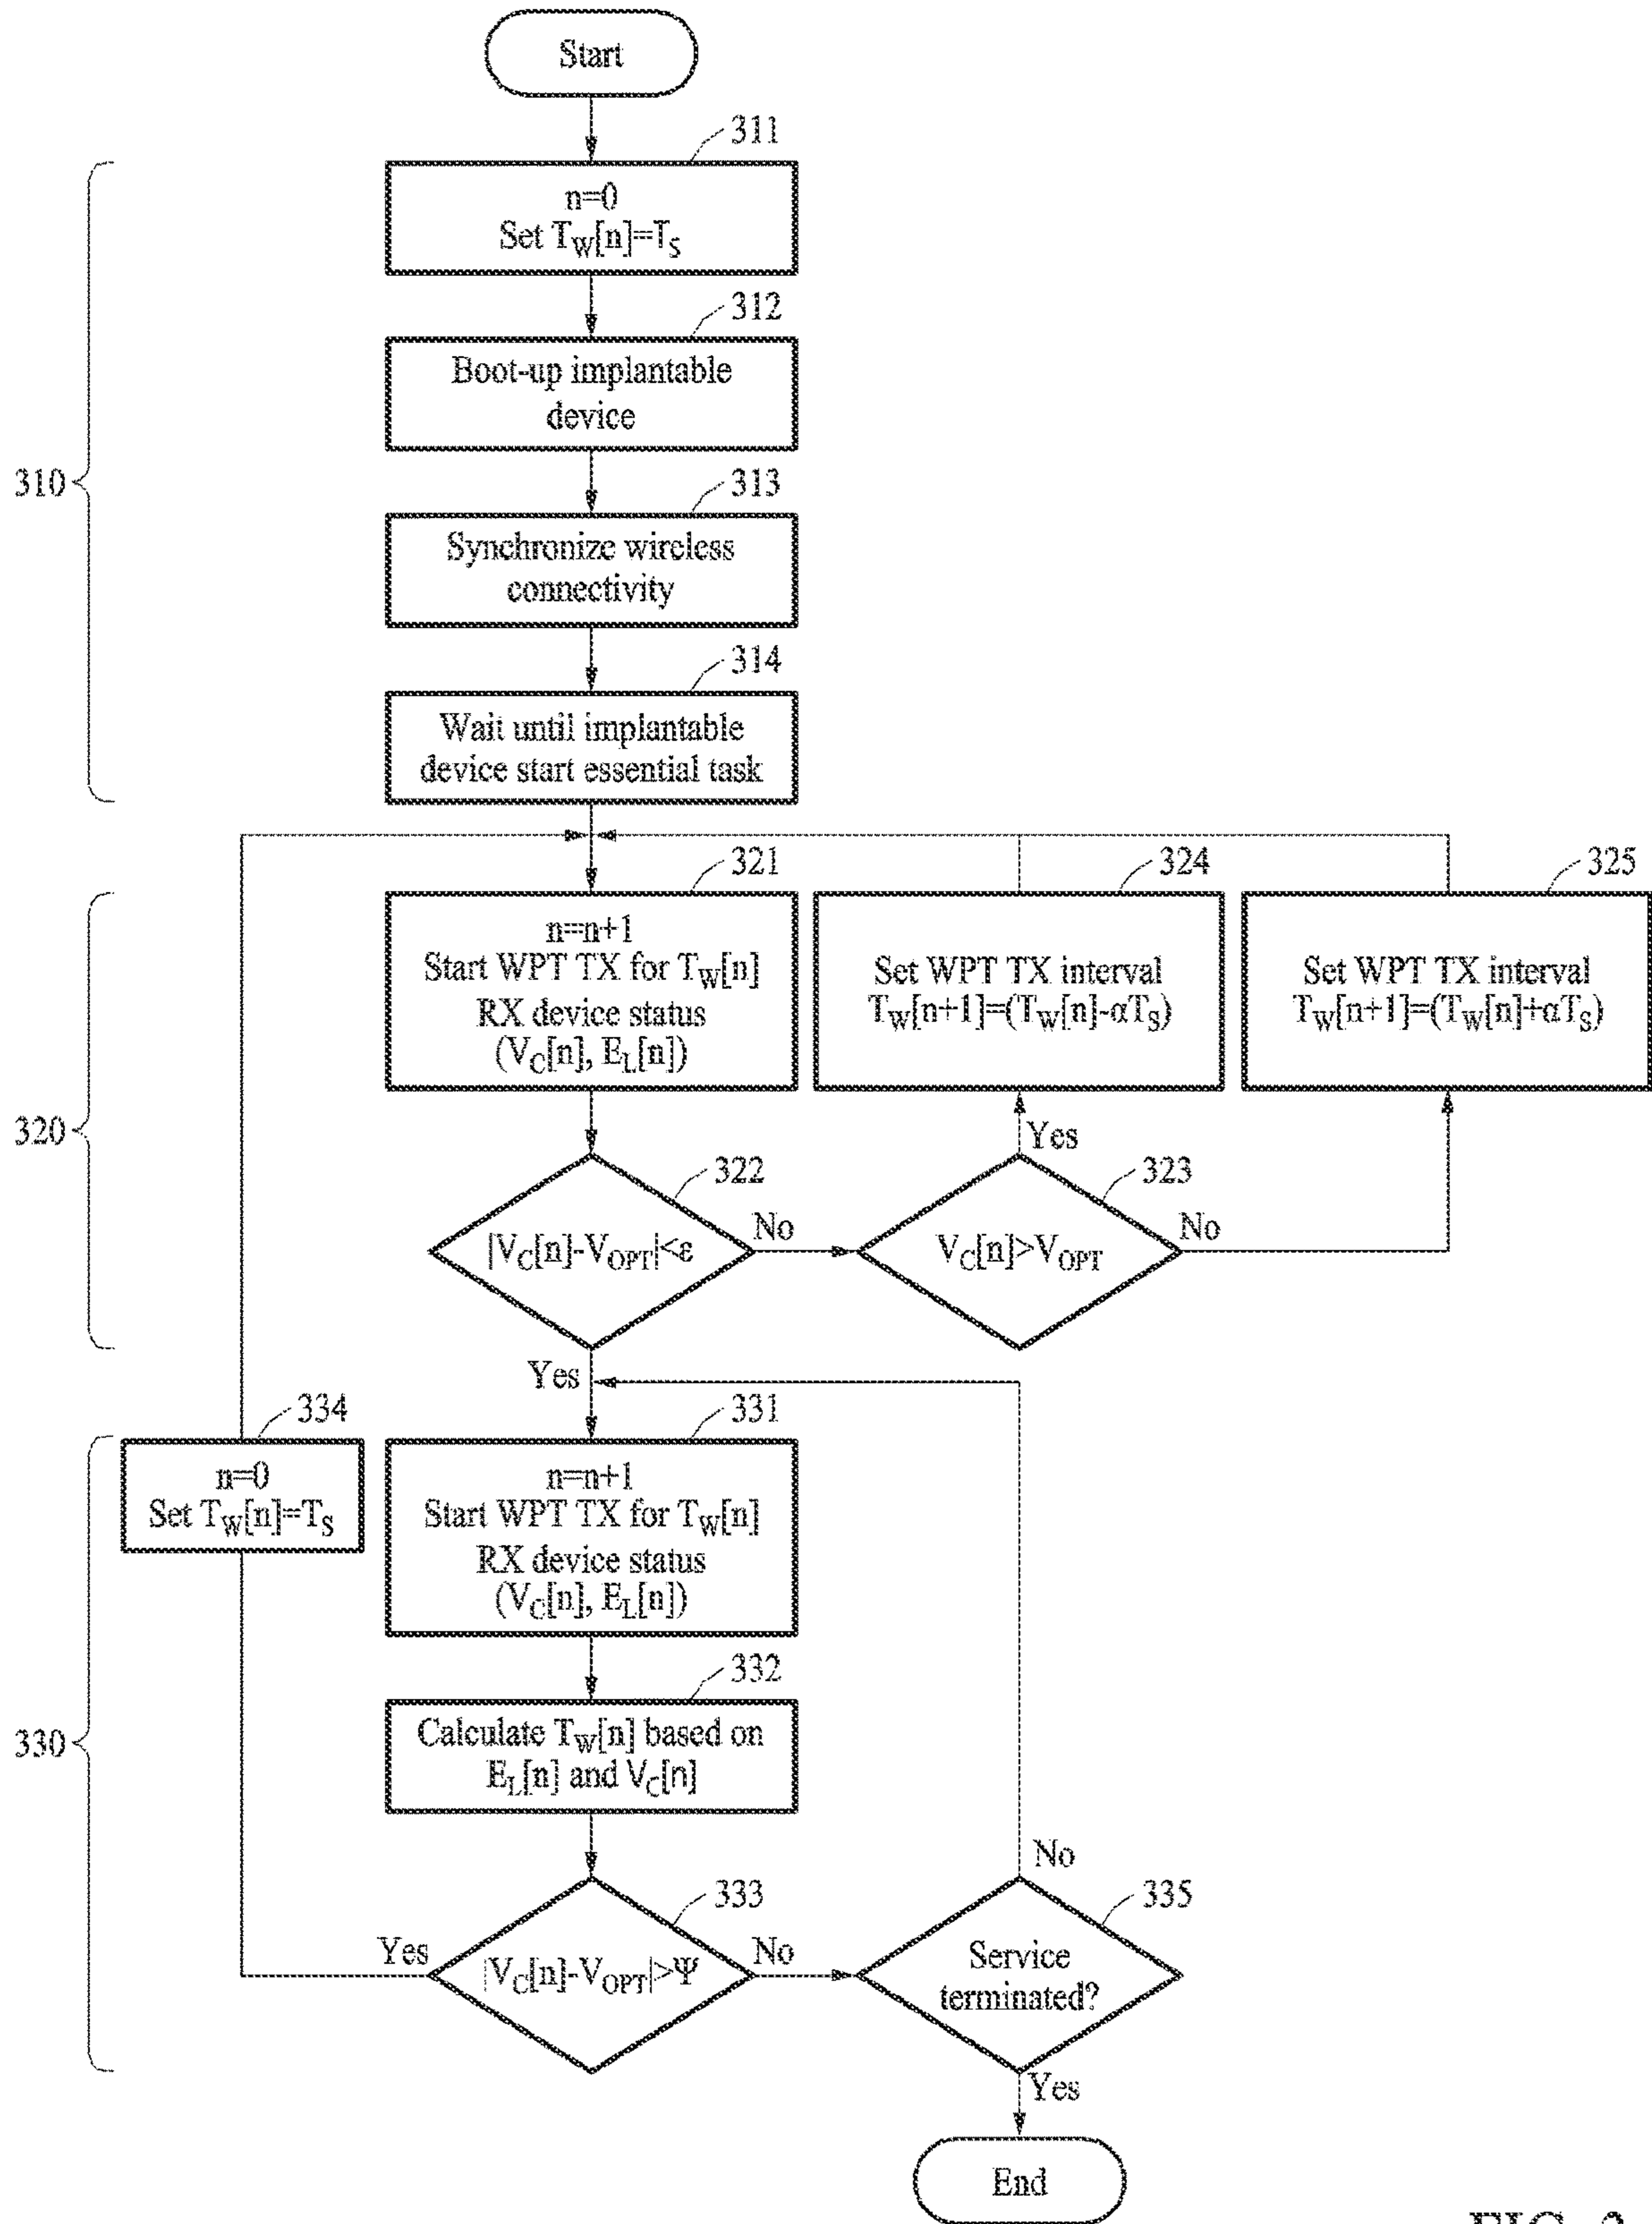 Start
311
n=0
Set T_W[n]=T_S
312
Boot-up implantable
device
313
Synchronize wireless
connectivity
310
314
Wait until implantable
device start essential task
321
n=n+1
Start WPT TX for T_W[n]
RX device status
(V_C[n], E_L[n])
324
Set WPT TX interval
T_W[n+1]=(T_W[n]-αT_S)
325
Set WPT TX interval
T_W[n+1]=(T_W[n]+αT_S)
320
322
|V_C[n]-V_OPT|<ε
No
Yes
323
V_C[n]>V_OPT
Yes
No
334
n=0
Set T_W[n]=T_S
331
n=n+1
Start WPT TX for T_W[n]
RX device status
(V_C[n], E_L[n])
330
332
Calculate T_W[n] based on
E_L[n] and V_C[n]
333
Yes
|V_C[n]-V_OPT|>Ψ
No
335
No
Service
terminated?
Yes
End